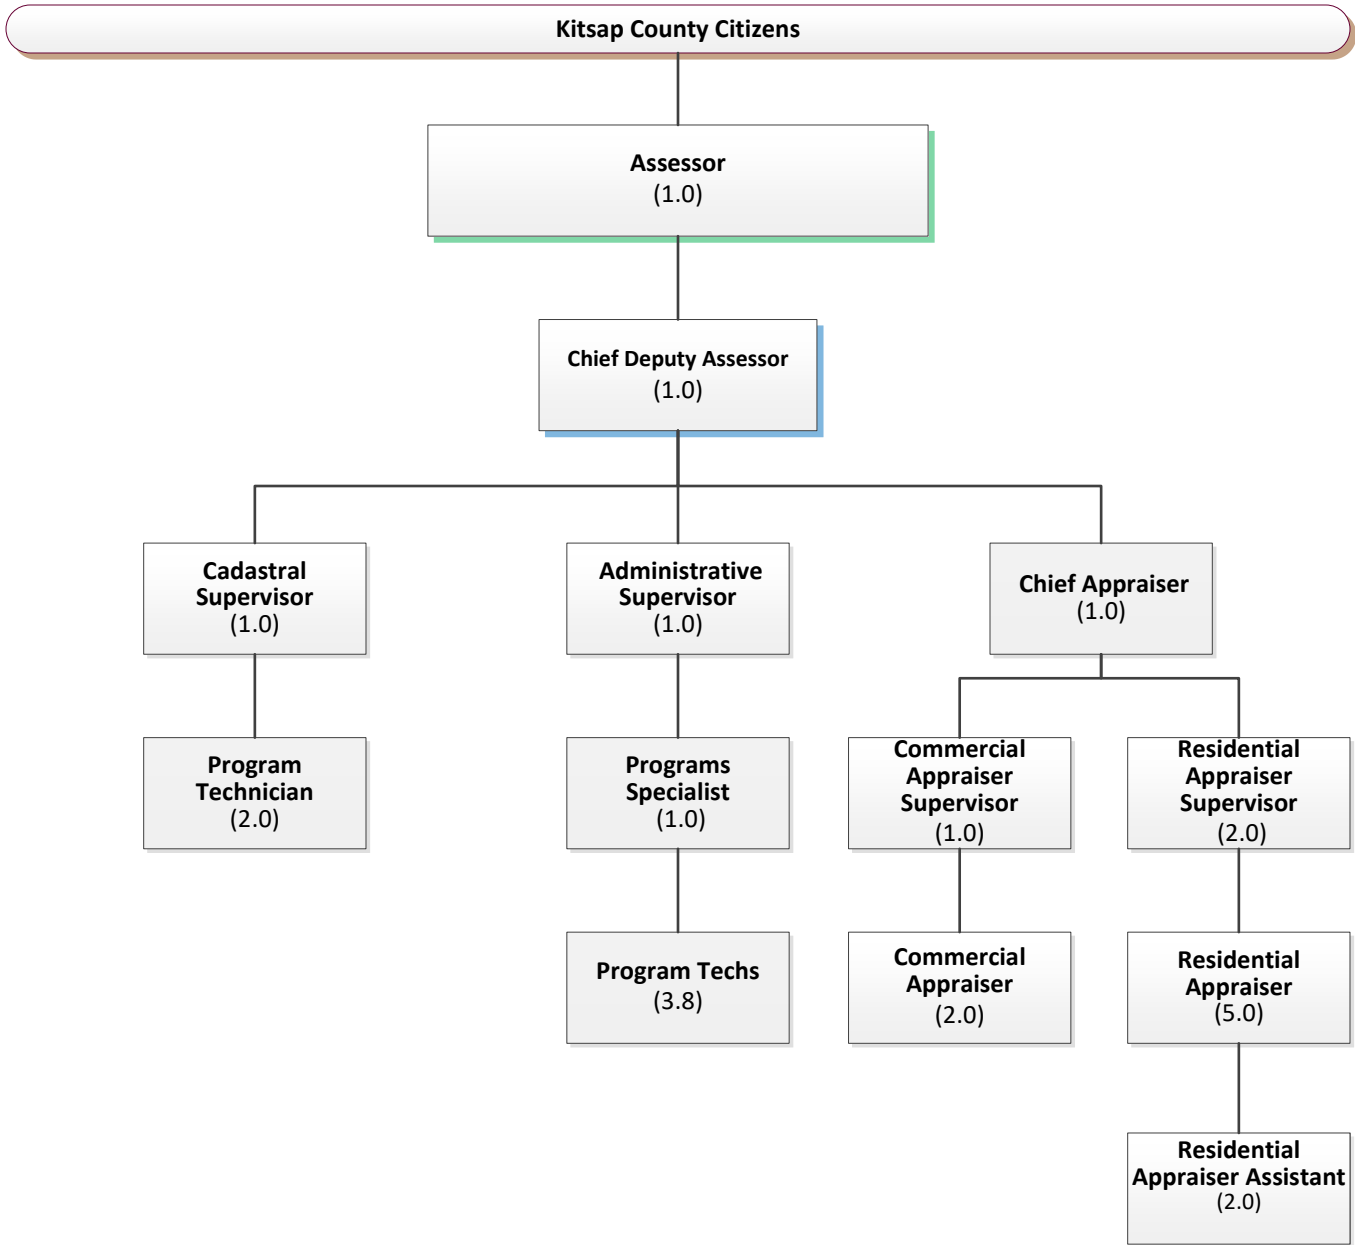 Kitsap County Citizens
Assessor
(1.0)
Chief Deputy Assessor
(1.0)
Cadastral
Supervisor
(1.0)
Administrative
Supervisor
(1.0)
Chief Appraiser
(1.0)
Program
Technician
(2.0)
Programs
Specialist
(1.0)
Commercial
Appraiser
Supervisor
(1.0)
Residential
Appraiser
Supervisor
(2.0)
Program Techs
(3.8)
Commercial
Appraiser
(2.0)
Residential
Appraiser
(5.0)
Residential
Appraiser Assistant
(2.0)